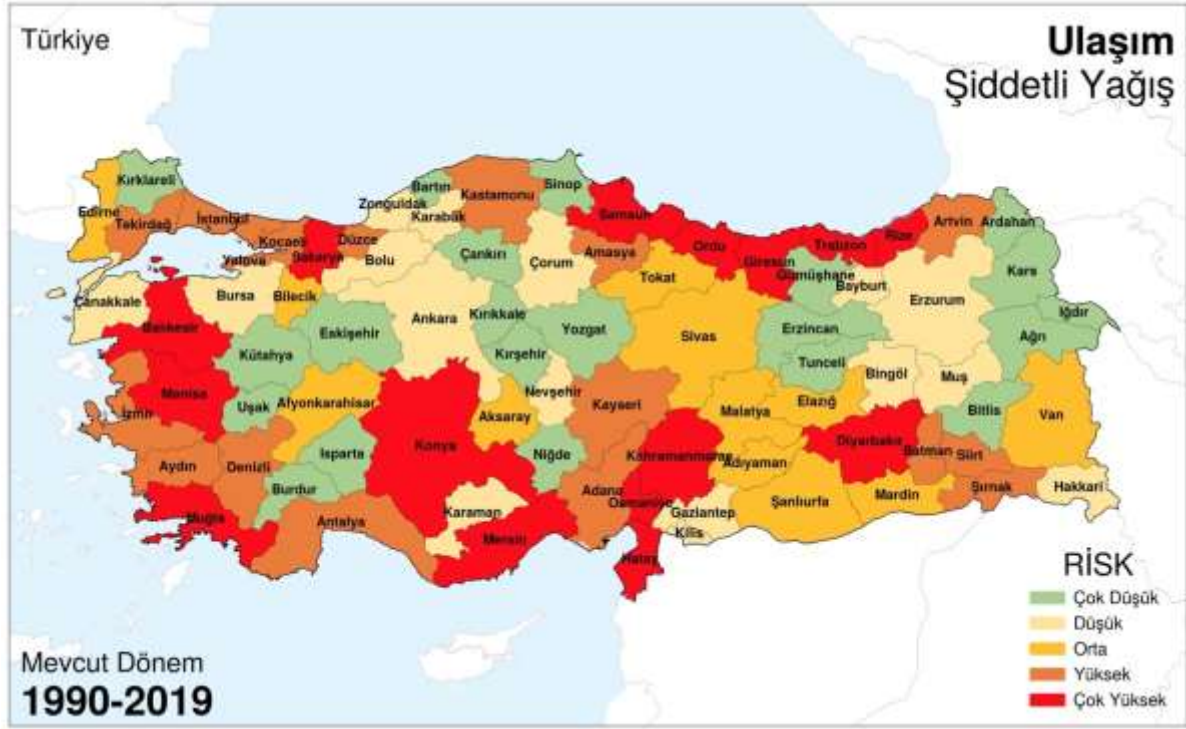 Türkiye
Ulaşım
Şiddetli Yağış
Kırklareli
Edirne
Tekirdağ
İstanbul
Kocaeli
Yalova
Sakarya
Düzce
Zonguldak
Bartın
Karabük
Kastamonu
Sinop
Samsun
Ordu
Giresun
Trabzon
Rize
Artvin
Ardahan
Çanakkale
Bursa
Bilecik
Bolu
Çankırı
Çorum
Amasya
Tokat
Gümüşhane
Bayburt
Erzurum
Kars
Iğdır
Balıkesir
Kütahya
Eskişehir
Ankara
Kırıkkale
Yozgat
Sivas
Erzincan
Tunceli
Ağrı
Kırşehir
Manisa
Uşak
Afyonkarahisar
Aksaray
Nevşehir
Kayseri
Malatya
Elazığ
Bingöl
Muş
Bitlis
Van
İzmir
Aydın
Denizli
Isparta
Burdur
Konya
Niğde
Kahramanmaraş
Adıyaman
Diyarbakır
Batman
Siirt
Muğla
Antalya
Karaman
Mersin
Adana
Osmaniye
Gaziantep
Kilis
Şanlıurfa
Mardin
Şırnak
Hakkari
Hatay
RİSK
Çok Düşük
Düşük
Orta
Yüksek
Çok Yüksek
Mevcut Dönem
1990-2019